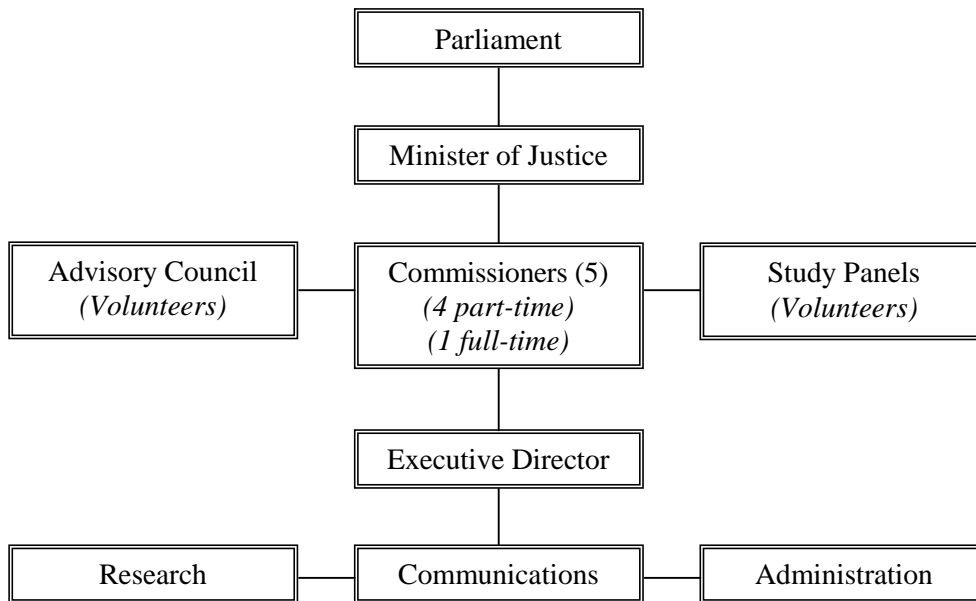 Parliament
Minister of Justice
Advisory Council
(Volunteers)
Commissioners (5)
(4 part-time)
(1 full-time)
Study Panels
(Volunteers)
Executive Director
Research
Communications
Administration